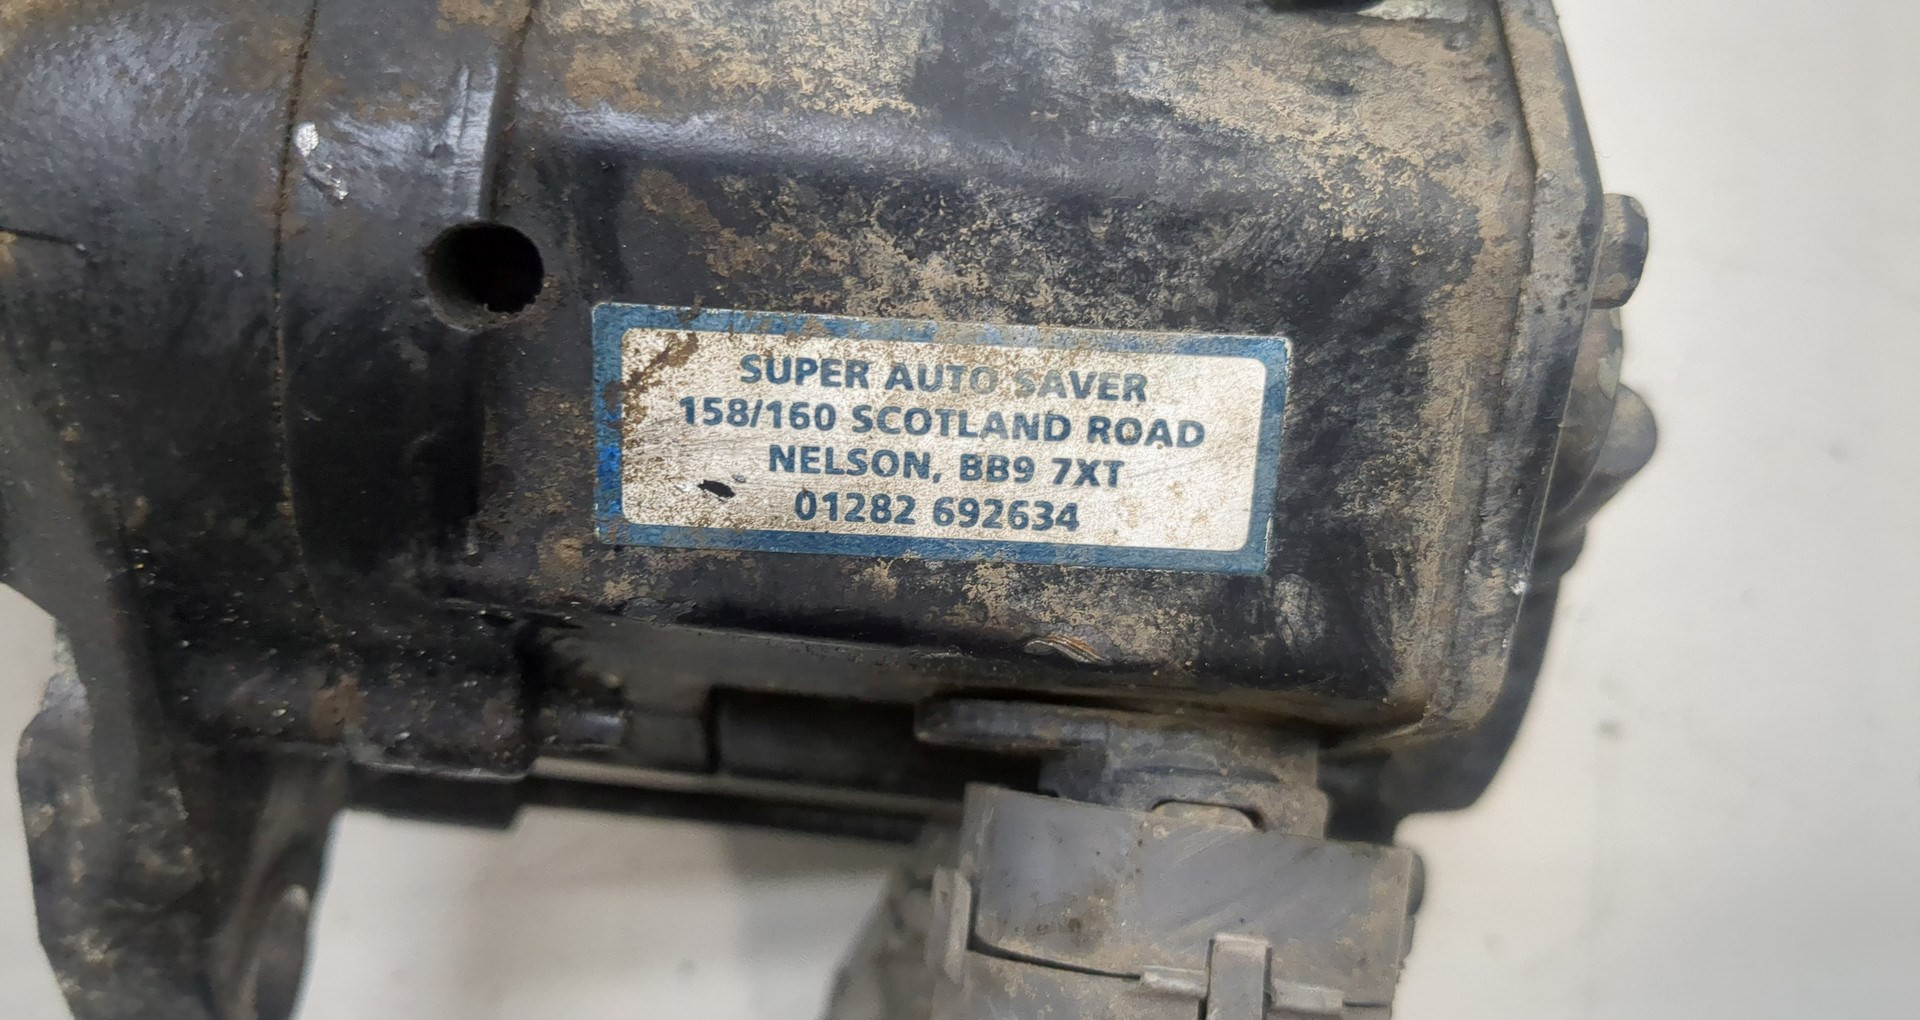 SUPER AUTO SAVER
158/160 SCOTLAND ROAD
NELSON, BB9 7XT
01282 692634